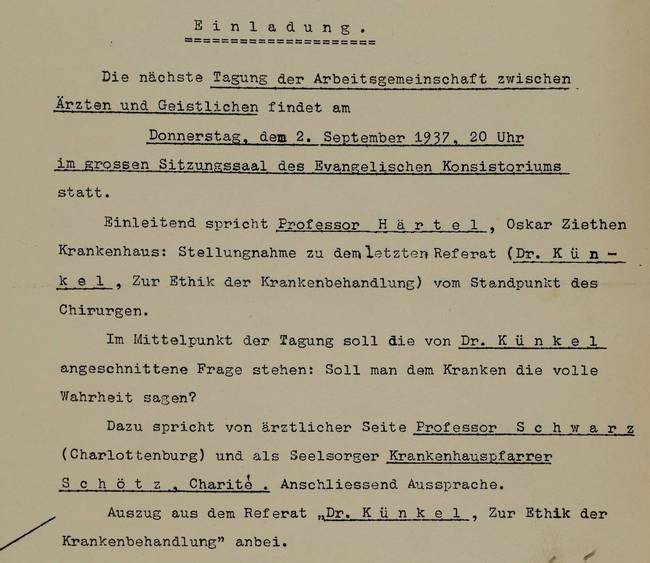 E i n l a d u n g .
====================
Die nächste Tagung der Arbeitsgemeinschaft zwischen
Ärzten und Geistlichen findet am
Donnerstag, dem 2. September 1937, 20 Uhr
im grossen Sitzungssaal des Evangelischen Konsistoriums
statt.
Einleitend spricht Professor H ä r t e l , Oskar Ziethen
Krankenhaus: Stellungnahme zu dem letzten Referat (Dr. K ü n -
k e l , Zur Ethik der Krankenbehandlung) vom Standpunkt des
Chirurgen.
Im Mittelpunkt der Tagung soll die von Dr. K ü n k e l
angeschnittene Frage stehen: Soll man dem Kranken die volle
Wahrheit sagen?
Dazu spricht von ärztlicher Seite Professor S c h w a r z
(Charlottenburg) und als Seelsorger Krankenhauspfarrer
S c h ö t z , Charité . Anschliessend Aussprache.
Auszug aus dem Referat „Dr. K ü n k e l , Zur Ethik der
Krankenbehandlung" anbei.